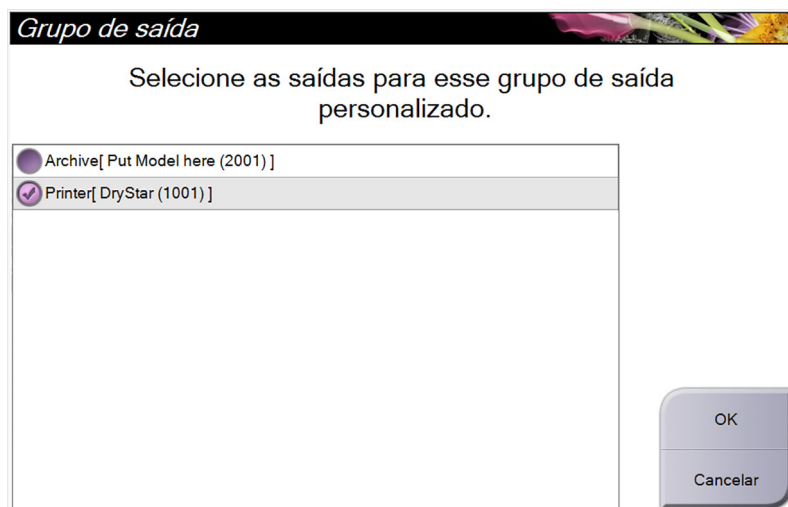 Grupo de saída
Selecione as saídas para esse grupo de saída
personalizado.
Archive[ Put Model here (2001) ]
Printer[ DryStar (1001) ]
OK
Cancelar